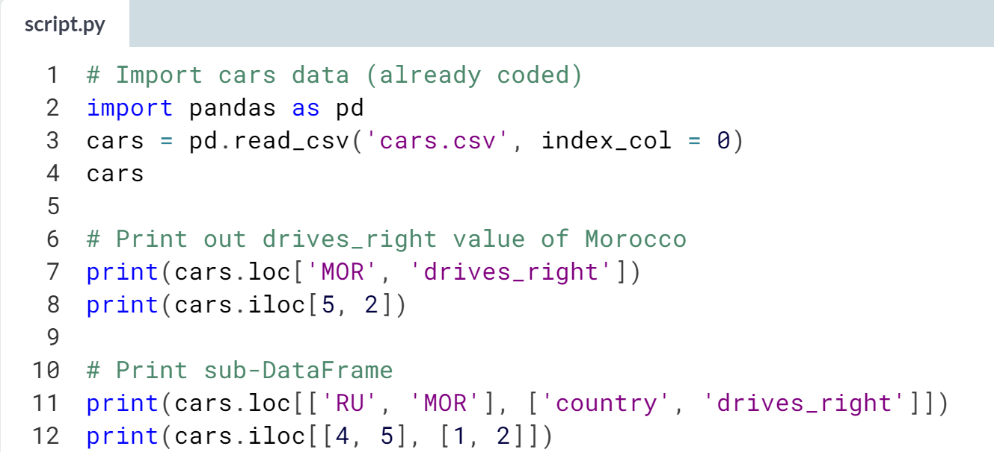 script.py
1 # Import cars data (already coded)
2 import pandas as pd
3 cars = pd.read_csv('cars.csv', index_col = 0)
4 cars
5
6 # Print out drives_right value of Morocco
7 print(cars.loc['MOR', 'drives_right'])
8 print(cars.iloc[5, 2])
9
10 # Print sub-DataFrame
11 print(cars.loc[['RU', 'MOR'], ['country', 'drives_right']])
12 print(cars.iloc[[4, 5], [1, 2]])